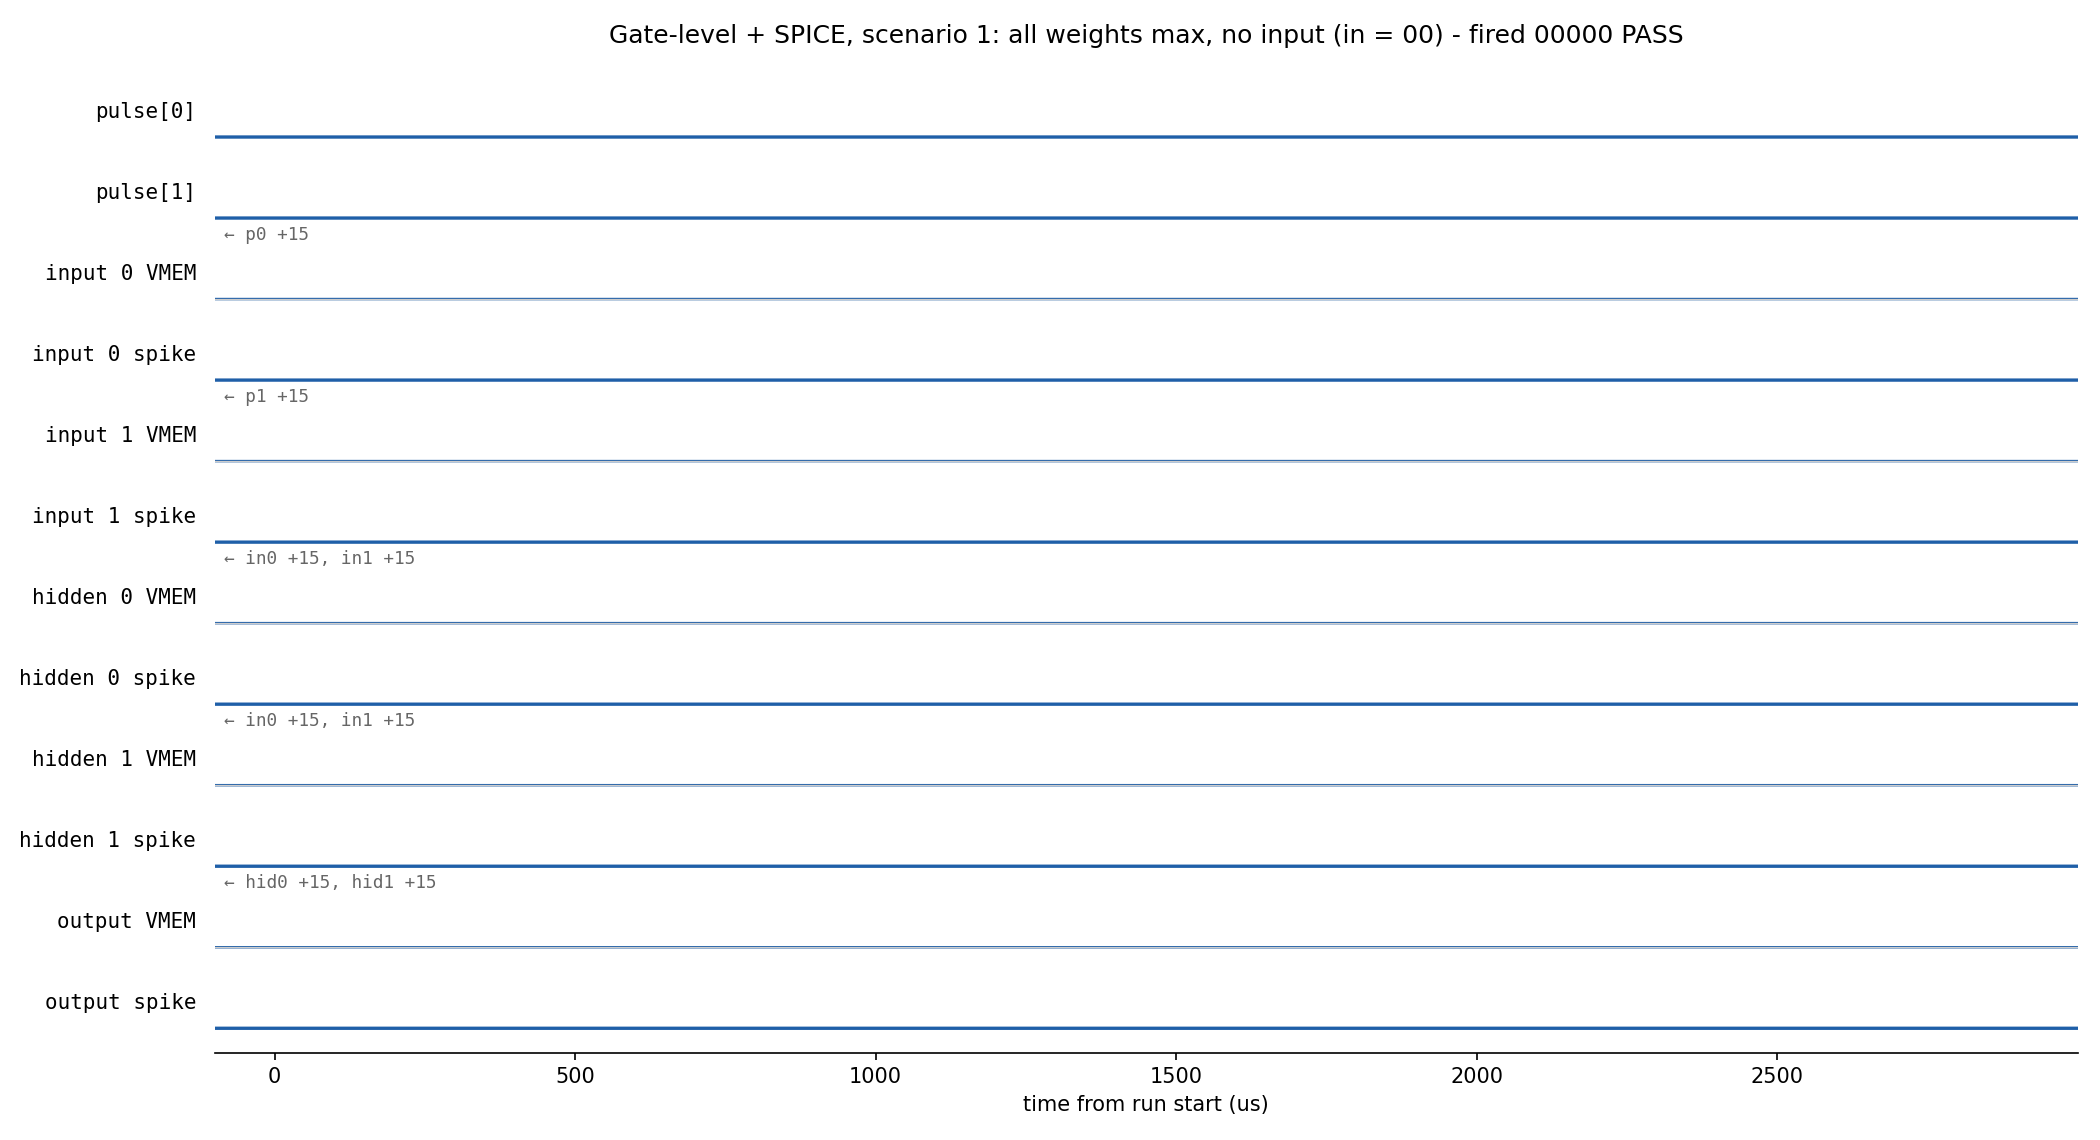 Gate-level + SPICE, scenario 1: all weights max, no input (in = 00) - fired 00000 PASS
pulse[0]
pulse[1]
← p0 +15
input 0 VMEM
input 0 spike
← p1 +15
input 1 VMEM
input 1 spike
← in0 +15, in1 +15
hidden 0 VMEM
hidden 0 spike
← in0 +15, in1 +15
hidden 1 VMEM
hidden 1 spike
← hid0 +15, hid1 +15
output VMEM
output spike
0 500 1000 1500 2000 2500
time from run start (us)